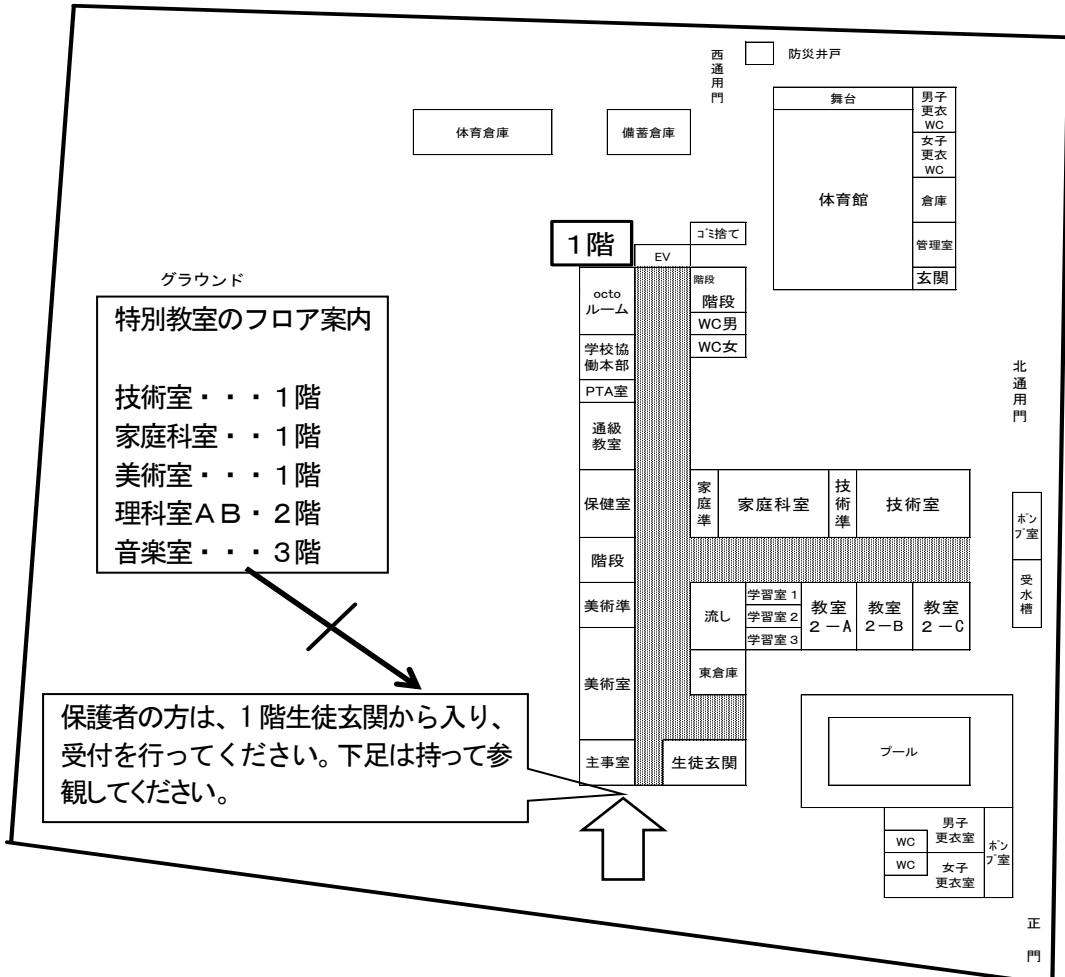 西通用門
防災井戸
舞台
男子
更衣
WC
女子
更衣
WC
体育倉庫
備蓄倉庫
体育館
倉庫
管理室
玄関
ゴミ捨て
1階
EV
グラウンド
octo
ルーム
階段
階段
WC男
WC女
学校協
働本部
PTA室
通級
教室
北通用門
特別教室のフロア案内
技術室・・・1階
家庭科室・・1階
美術室・・・1階
理科室AB・2階
音楽室・・・3階
保健室
家庭準
家庭科室
技術準
技術室
ポンプ室
階段
受水槽
美術準
流し
学習室1
学習室2
学習室3
教室
2-A
教室
2-B
教室
2-C
美術室
東倉庫
保護者の方は、1階生徒玄関から入り、
受付を行ってください。下足は持って参
観してください。
主事室
生徒玄関
プール
男子
更衣室
WC
WC
女子
更衣室
ポンプ室
正門